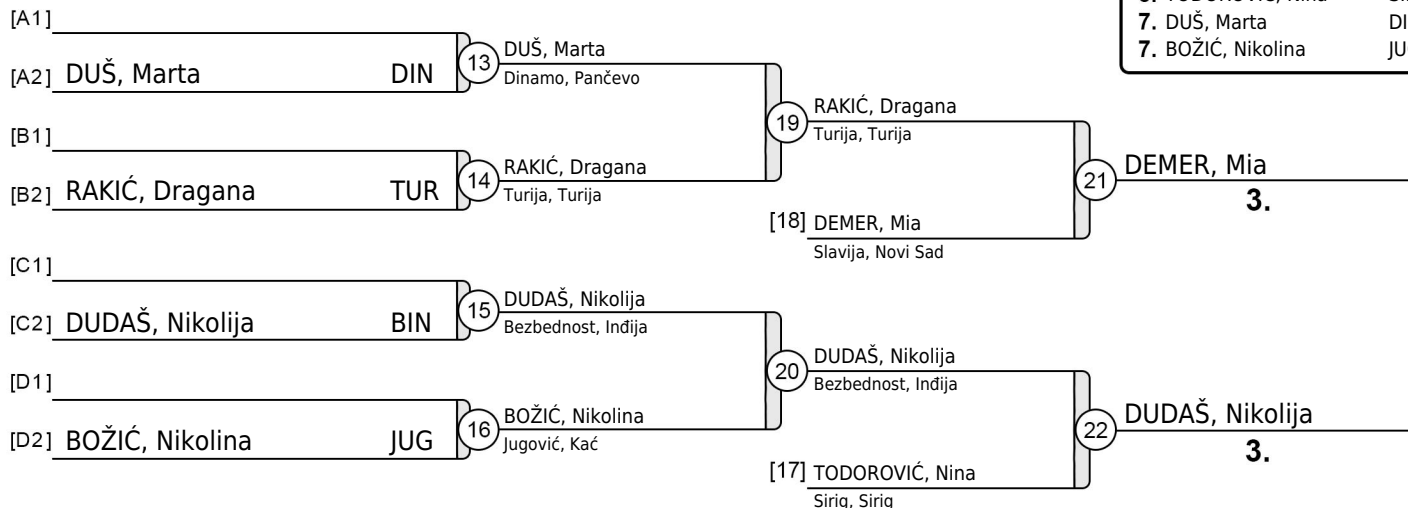 [A1]
[A2] DUŠ, Marta DIN
13
DUŠ, Marta
Dinamo, Pančevo
[B1]
[B2] RAKIĆ, Dragana TUR
14
RAKIĆ, Dragana
Turija, Turija
19
RAKIĆ, Dragana
Turija, Turija
[18] DEMER, Mia
Slavija, Novi Sad
21
DEMER, Mia
3.
[C1]
[C2] DUDAŠ, Nikolija BIN
15
DUDAŠ, Nikolija
Bezbednost, Inđija
[D1]
[D2] BOŽIĆ, Nikolina JUG
16
BOŽIĆ, Nikolina
Jugović, Kać
20
DUDAŠ, Nikolija
Bezbednost, Inđija
[17] TODOROVIĆ, Nina
Sirig, Sirig
22
DUDAŠ, Nikolija
3.
7. DUŠ, Marta DI
7. BOŽIĆ, Nikolina JU